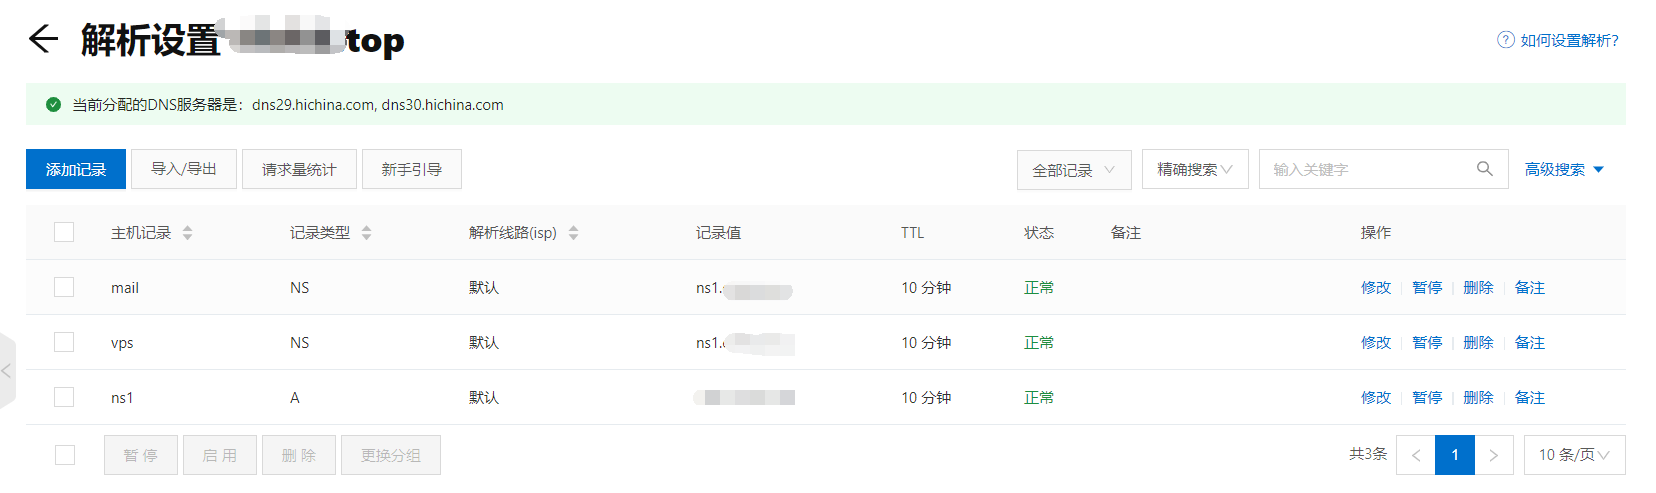 解析设置 top
如何设置解析?
当前分配的DNS服务器是：dns29.hichina.com, dns30.hichina.com
添加记录 导入/导出 请求量统计 新手引导 全部记录 精确搜索 输入关键字 高级搜索
主机记录 记录类型 解析线路(isp) 记录值 TTL 状态 备注 操作
mail NS 默认 ns1. 10 分钟 正常 修改 暂停 删除 备注
vps NS 默认 ns1. 10 分钟 正常 修改 暂停 删除 备注
ns1 A 默认 10 分钟 正常 修改 暂停 删除 备注
暂 停 启 用 删 除 更换分组 共3条 < 1 > 10 条/页